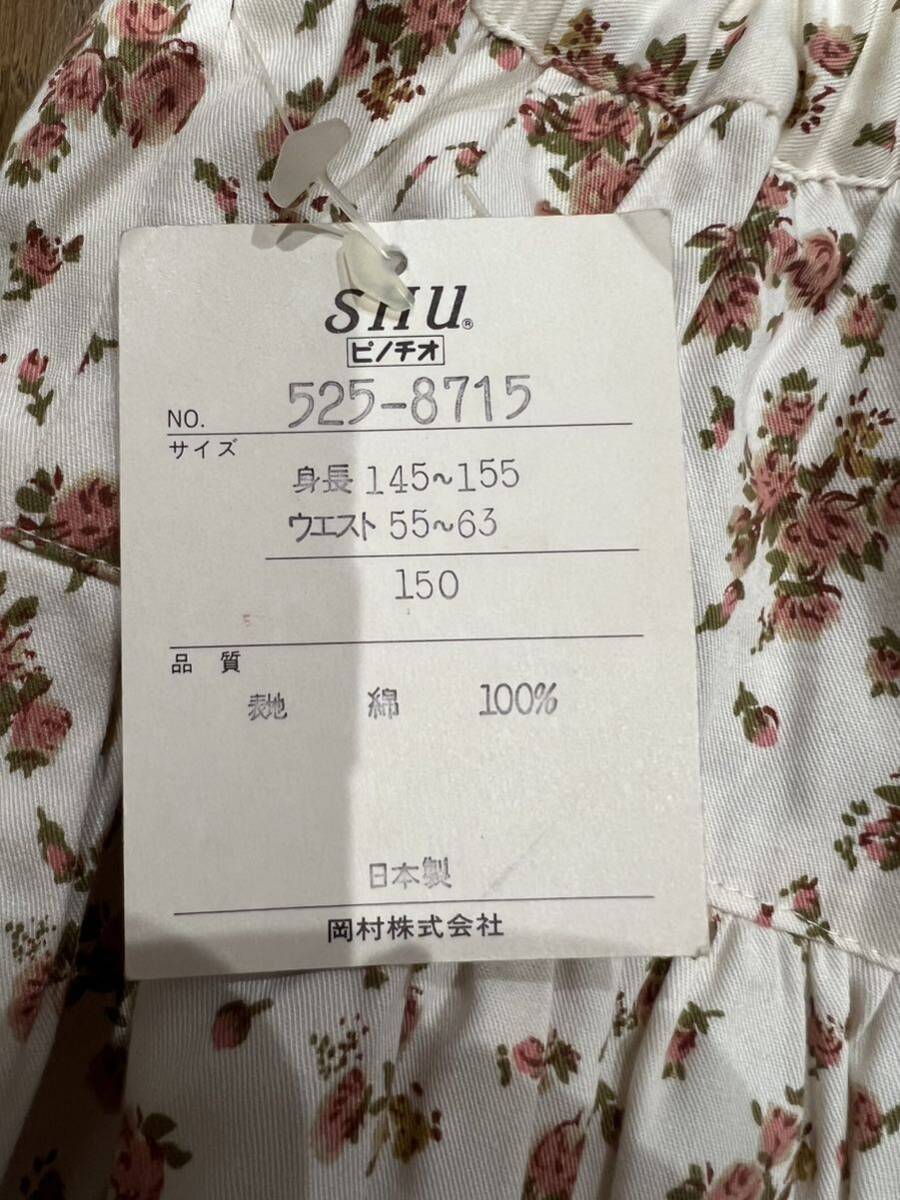 shu®
ピノチオ
NO. 525-8715
サイズ
身長 145~155
ウエスト 55~63
150
品質
表地 綿 100%
日本製
岡村株式会社